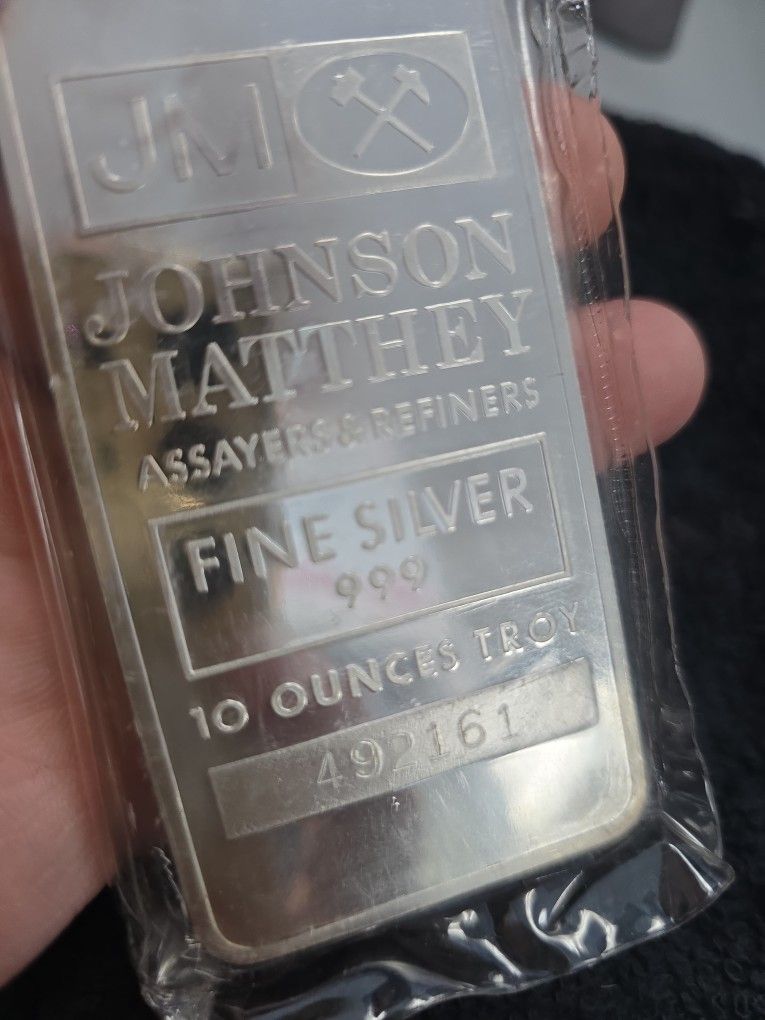 JM
JOHNSON
MATTHEY
ASSAYERS & REFINERS
FINE SILVER
999
10 OUNCES TROY
492161